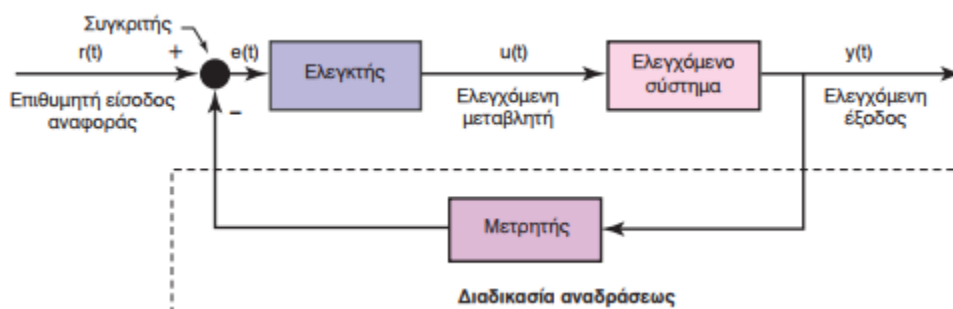 Συγκριτής
r(t)
+
e(t)
Ελεγκτής
u(t)
Ελεγχόμενο
σύστημα
y(t)
Επιθυμητή είσοδος
αναφοράς
−
Ελεγχόμενη
μεταβλητή
Ελεγχόμενη
έξοδος
Μετρητής
Διαδικασία αναδράσεως